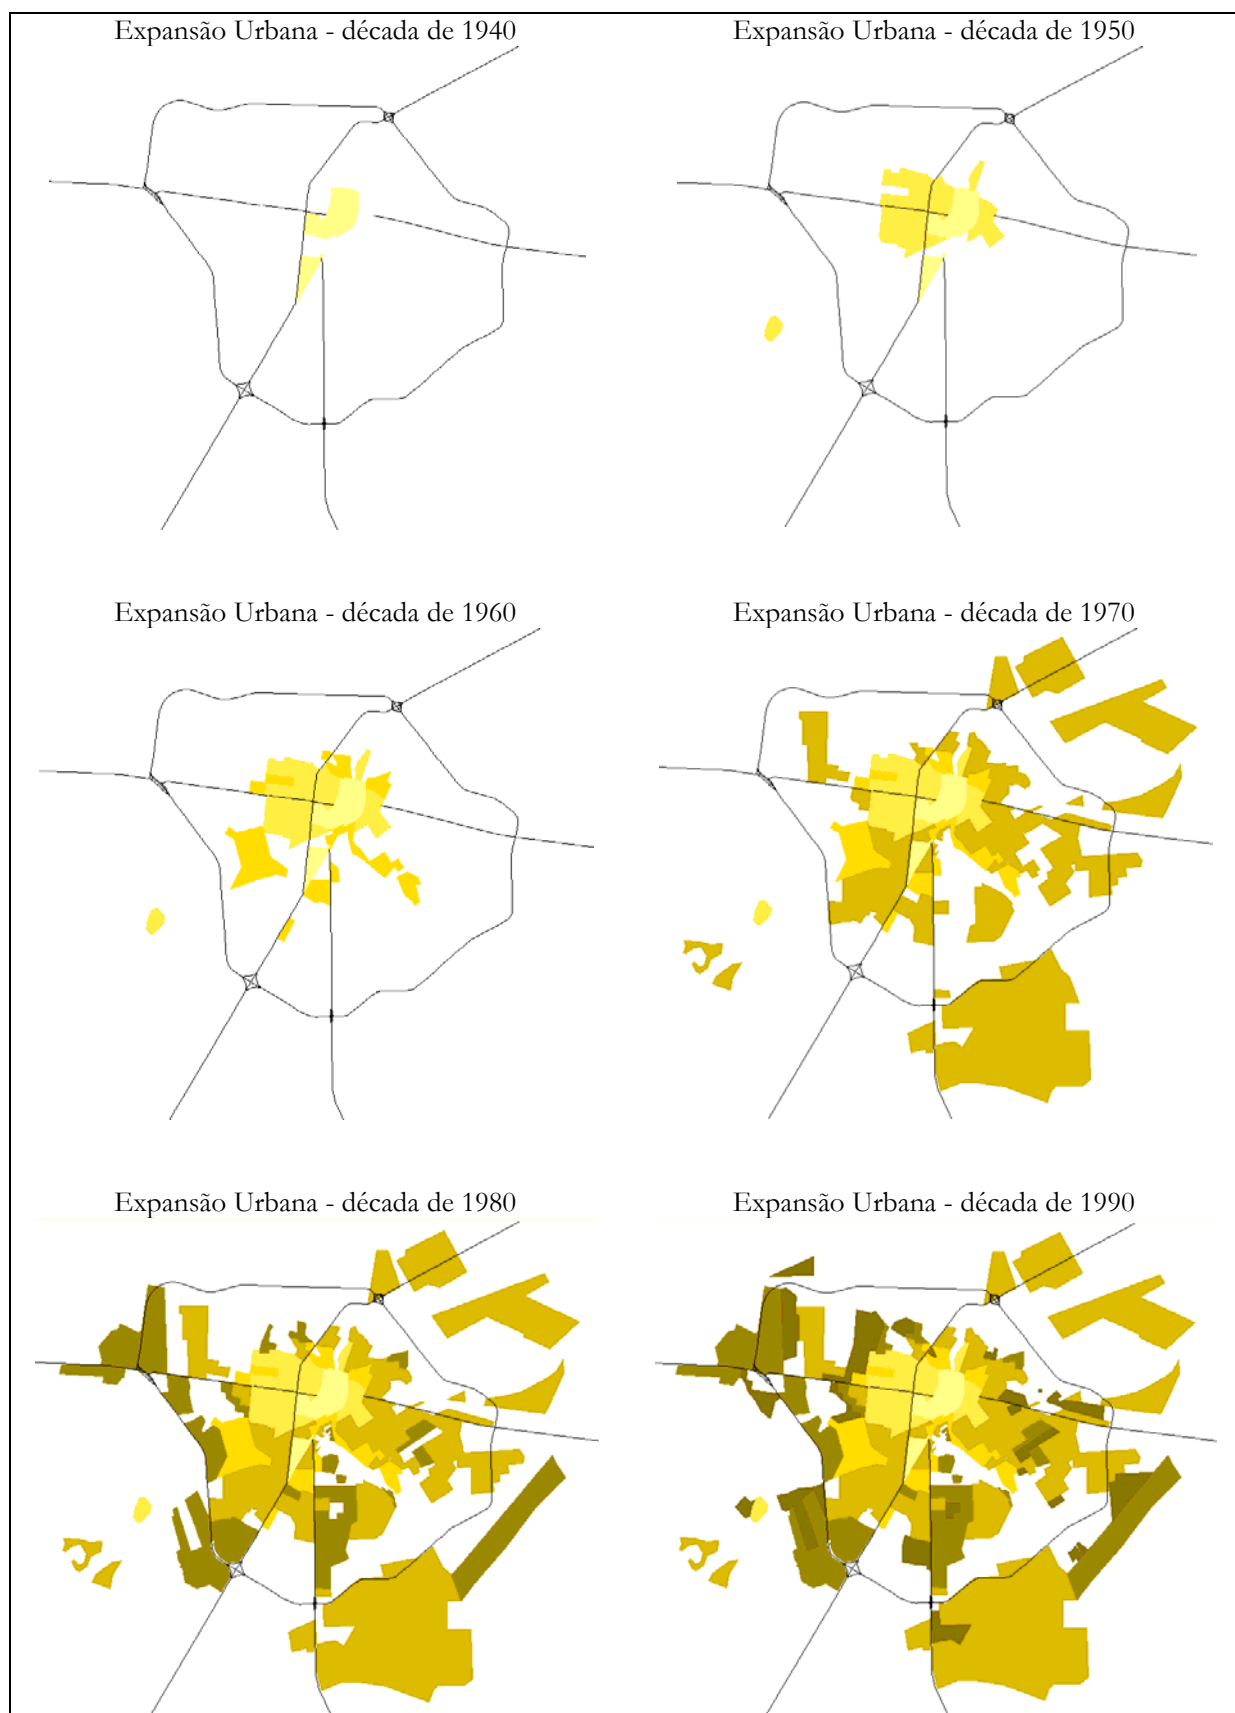 Expansão Urbana - década de 1940
Expansão Urbana - década de 1950
Expansão Urbana - década de 1960
Expansão Urbana - década de 1970
Expansão Urbana - década de 1980
Expansão Urbana - década de 1990